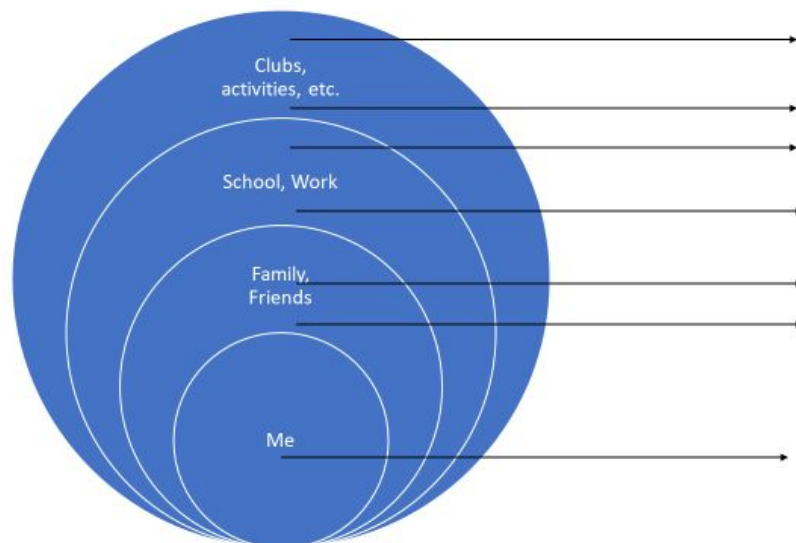 Clubs,
activities, etc.
School, Work
Family,
Friends
Me